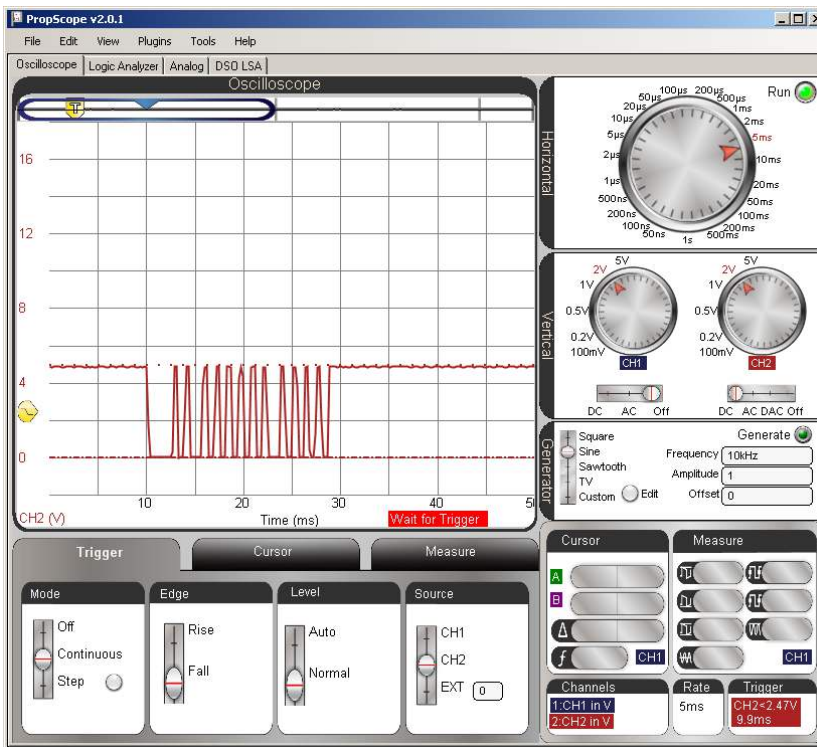 PropScope v2.0.1
File Edit View Plugins Tools Help
Oscilloscope Logic Analyzer Analog DSO LSA
Oscilloscope
T
16
12
8
4
0
CH2 (V)
10 20 30 40 50
Time (ms)
Wait for Trigger
Horizontal
Run
50ns 100ns 200ns 500ns 1µs 2µs 5µs 10µs 20µs 50µs 100µs 200µs 500µs 1ms 2ms 5ms 10ms 20ms 50ms 100ms 200ms 500ms 1s
Vertical
100mV 0.2V 0.5V 1V 2V 5V
CH1
DC AC Off
100mV 0.2V 0.5V 1V 2V 5V
CH2
DC AC DAC Off
Generator
Square
Sine
Sawtooth
TV
Custom Edit
Generate
Frequency 10kHz
Amplitude 1
Offset 0
Trigger Cursor Measure
Mode
Off
Continuous
Step
Edge
Rise
Fall
Level
Auto
Normal
Source
CH1
CH2
EXT 0
Cursor
A
B
Δ
f CH1
Measure
CH1
Channels
1:CH1 in V
2:CH2 in V
Rate
5ms
Trigger
CH2<2.47V
9.9ms